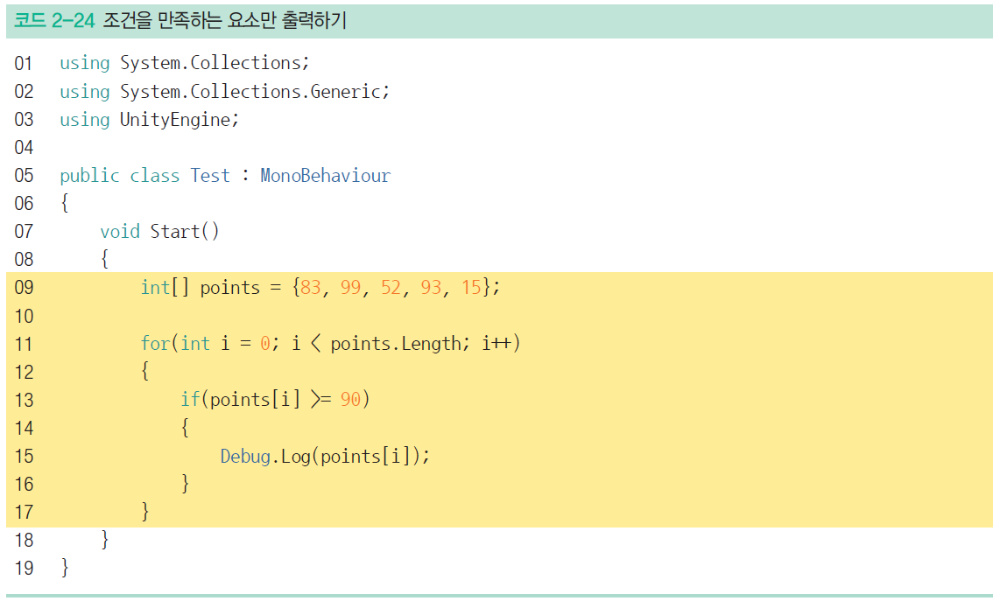 코드 2-24 조건을 만족하는 요소만 출력하기
01 using System.Collections;
02 using System.Collections.Generic;
03 using UnityEngine;
04
05 public class Test : MonoBehaviour
06 {
07     void Start()
08     {
09         int[] points = {83, 99, 52, 93, 15};
10
11         for(int i = 0; i < points.Length; i++)
12         {
13             if(points[i] >= 90)
14             {
15                 Debug.Log(points[i]);
16             }
17         }
18     }
19 }